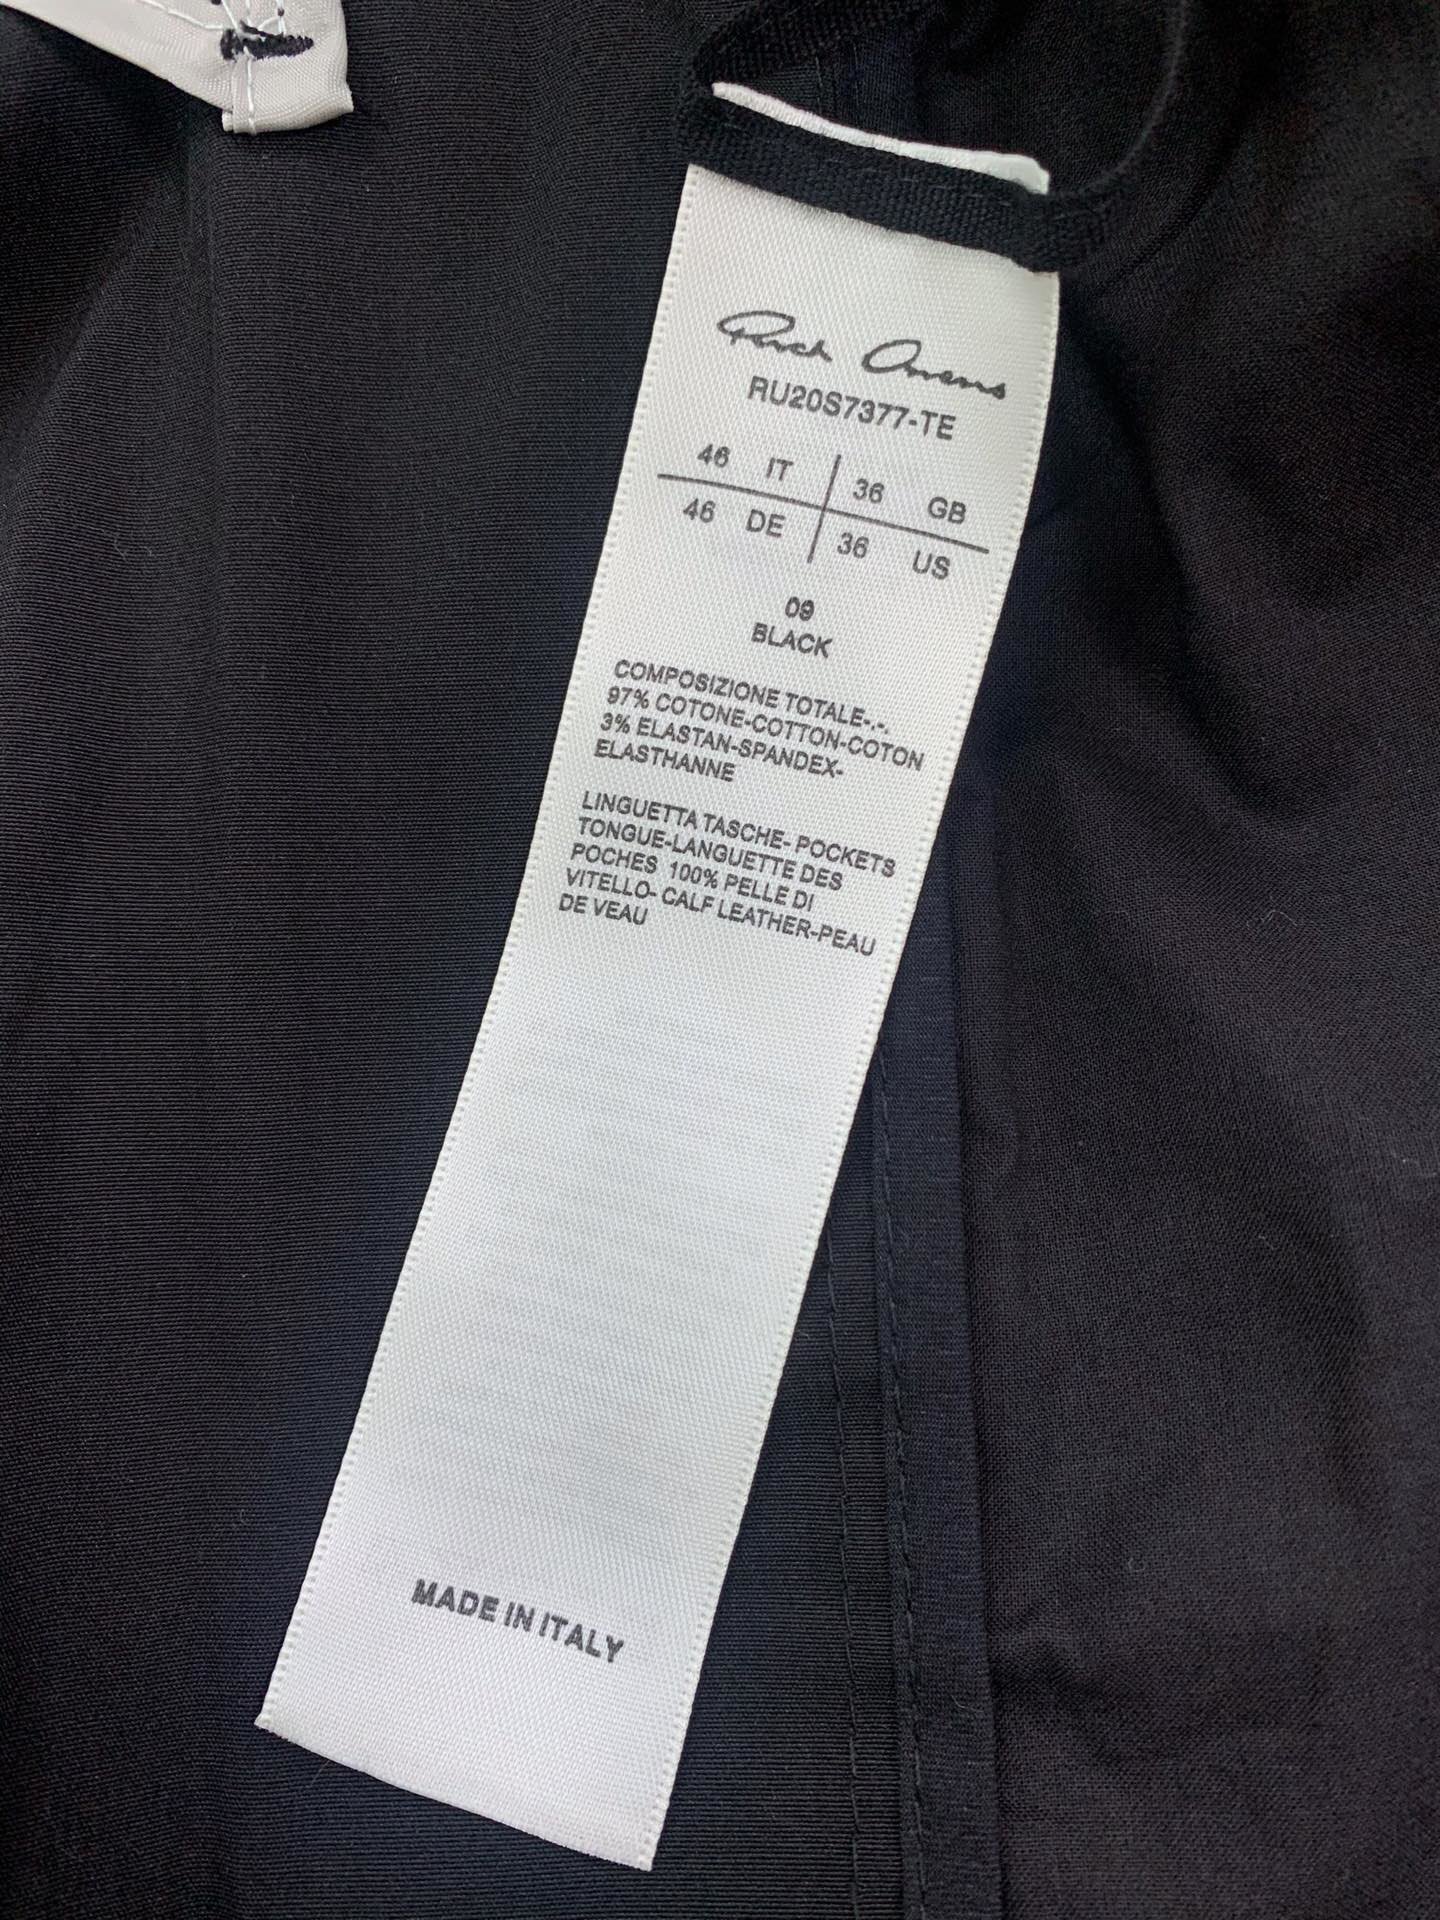 Rick Owens
RU20S7377-TE
46 IT 36 GB
46 DE 36 US
09
BLACK
COMPOSIZIONE TOTALE-.-.
97% COTONE-COTTON-COTON
3% ELASTAN-SPANDEX-
ELASTHANNE
LINGUETTA TASCHE- POCKETS
TONGUE-LANGUETTE DES
POCHES 100% PELLE DI
VITELLO- CALF LEATHER-PEAU
DE VEAU
MADE IN ITALY